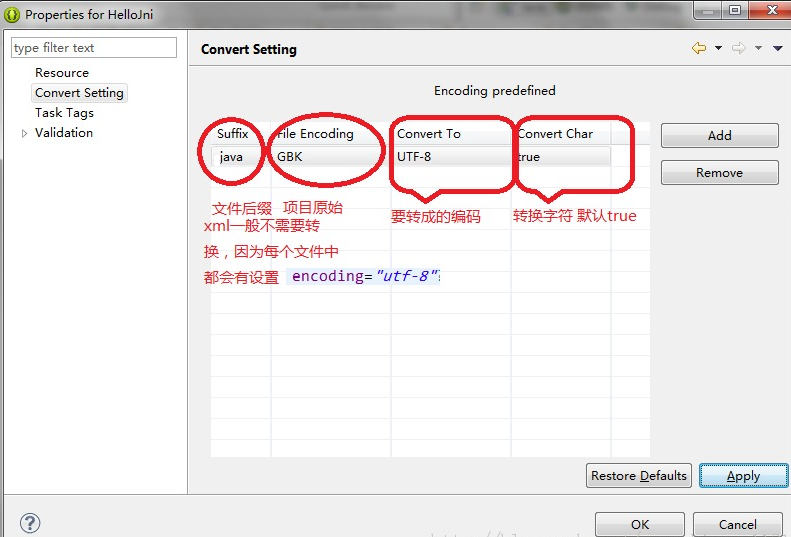 Properties for HelloJni
type filter text
Resource
Convert Setting
Task Tags
Validation
Convert Setting
Encoding predefined
Suffix File Encoding Convert To Convert Char
java GBK UTF-8 true
Add
Remove
文件后缀 项目原始
要转成的编码
转换字符 默认true
xml一般不需要转
换，因为每个文件中
都会有设置 encoding="utf-8"
Restore Defaults Apply
OK Cancel